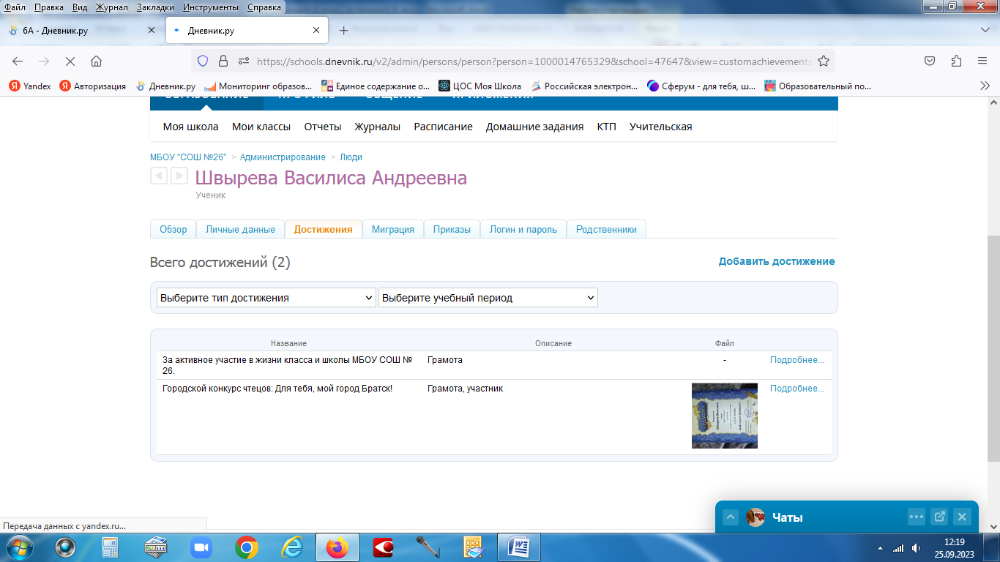 Файл Правка Вид Журнал Закладки Инструменты Справка
6А - Дневник.ру
Дневник.ру
https://schools.dnevnik.ru/v2/admin/persons/person?person=1000014765329&school=47647&view=customachievements
Yandex Авторизация Дневник.ру Мониторинг образов... Единое содержание о... ЦОС Моя Школа Российская электрон... Сферум - для тебя, ш... Образовательный по...
ОБРАЗОВАНИЕ ПРОФИЛЬ ОБЩЕНИЕ ПРИЛОЖЕНИЯ
Моя школа Мои классы Отчеты Журналы Расписание Домашние задания КТП Учительская
МБОУ "СОШ №26" > Администрирование > Люди
Швырева Василиса Андреевна
Ученик
Обзор Личные данные Достижения Миграция Приказы Логин и пароль Родственники
Всего достижений (2) Добавить достижение
Выберите тип достижения Выберите учебный период
Название Описание Файл
За активное участие в жизни класса и школы МБОУ СОШ № Грамота - Подробнее...
26.
Городской конкурс чтецов: Для тебя, мой город Братск! Грамота, участник Подробнее...
ГРАМОТА
Чаты
Передача данных с yandex.ru...
12:19
25.09.2023